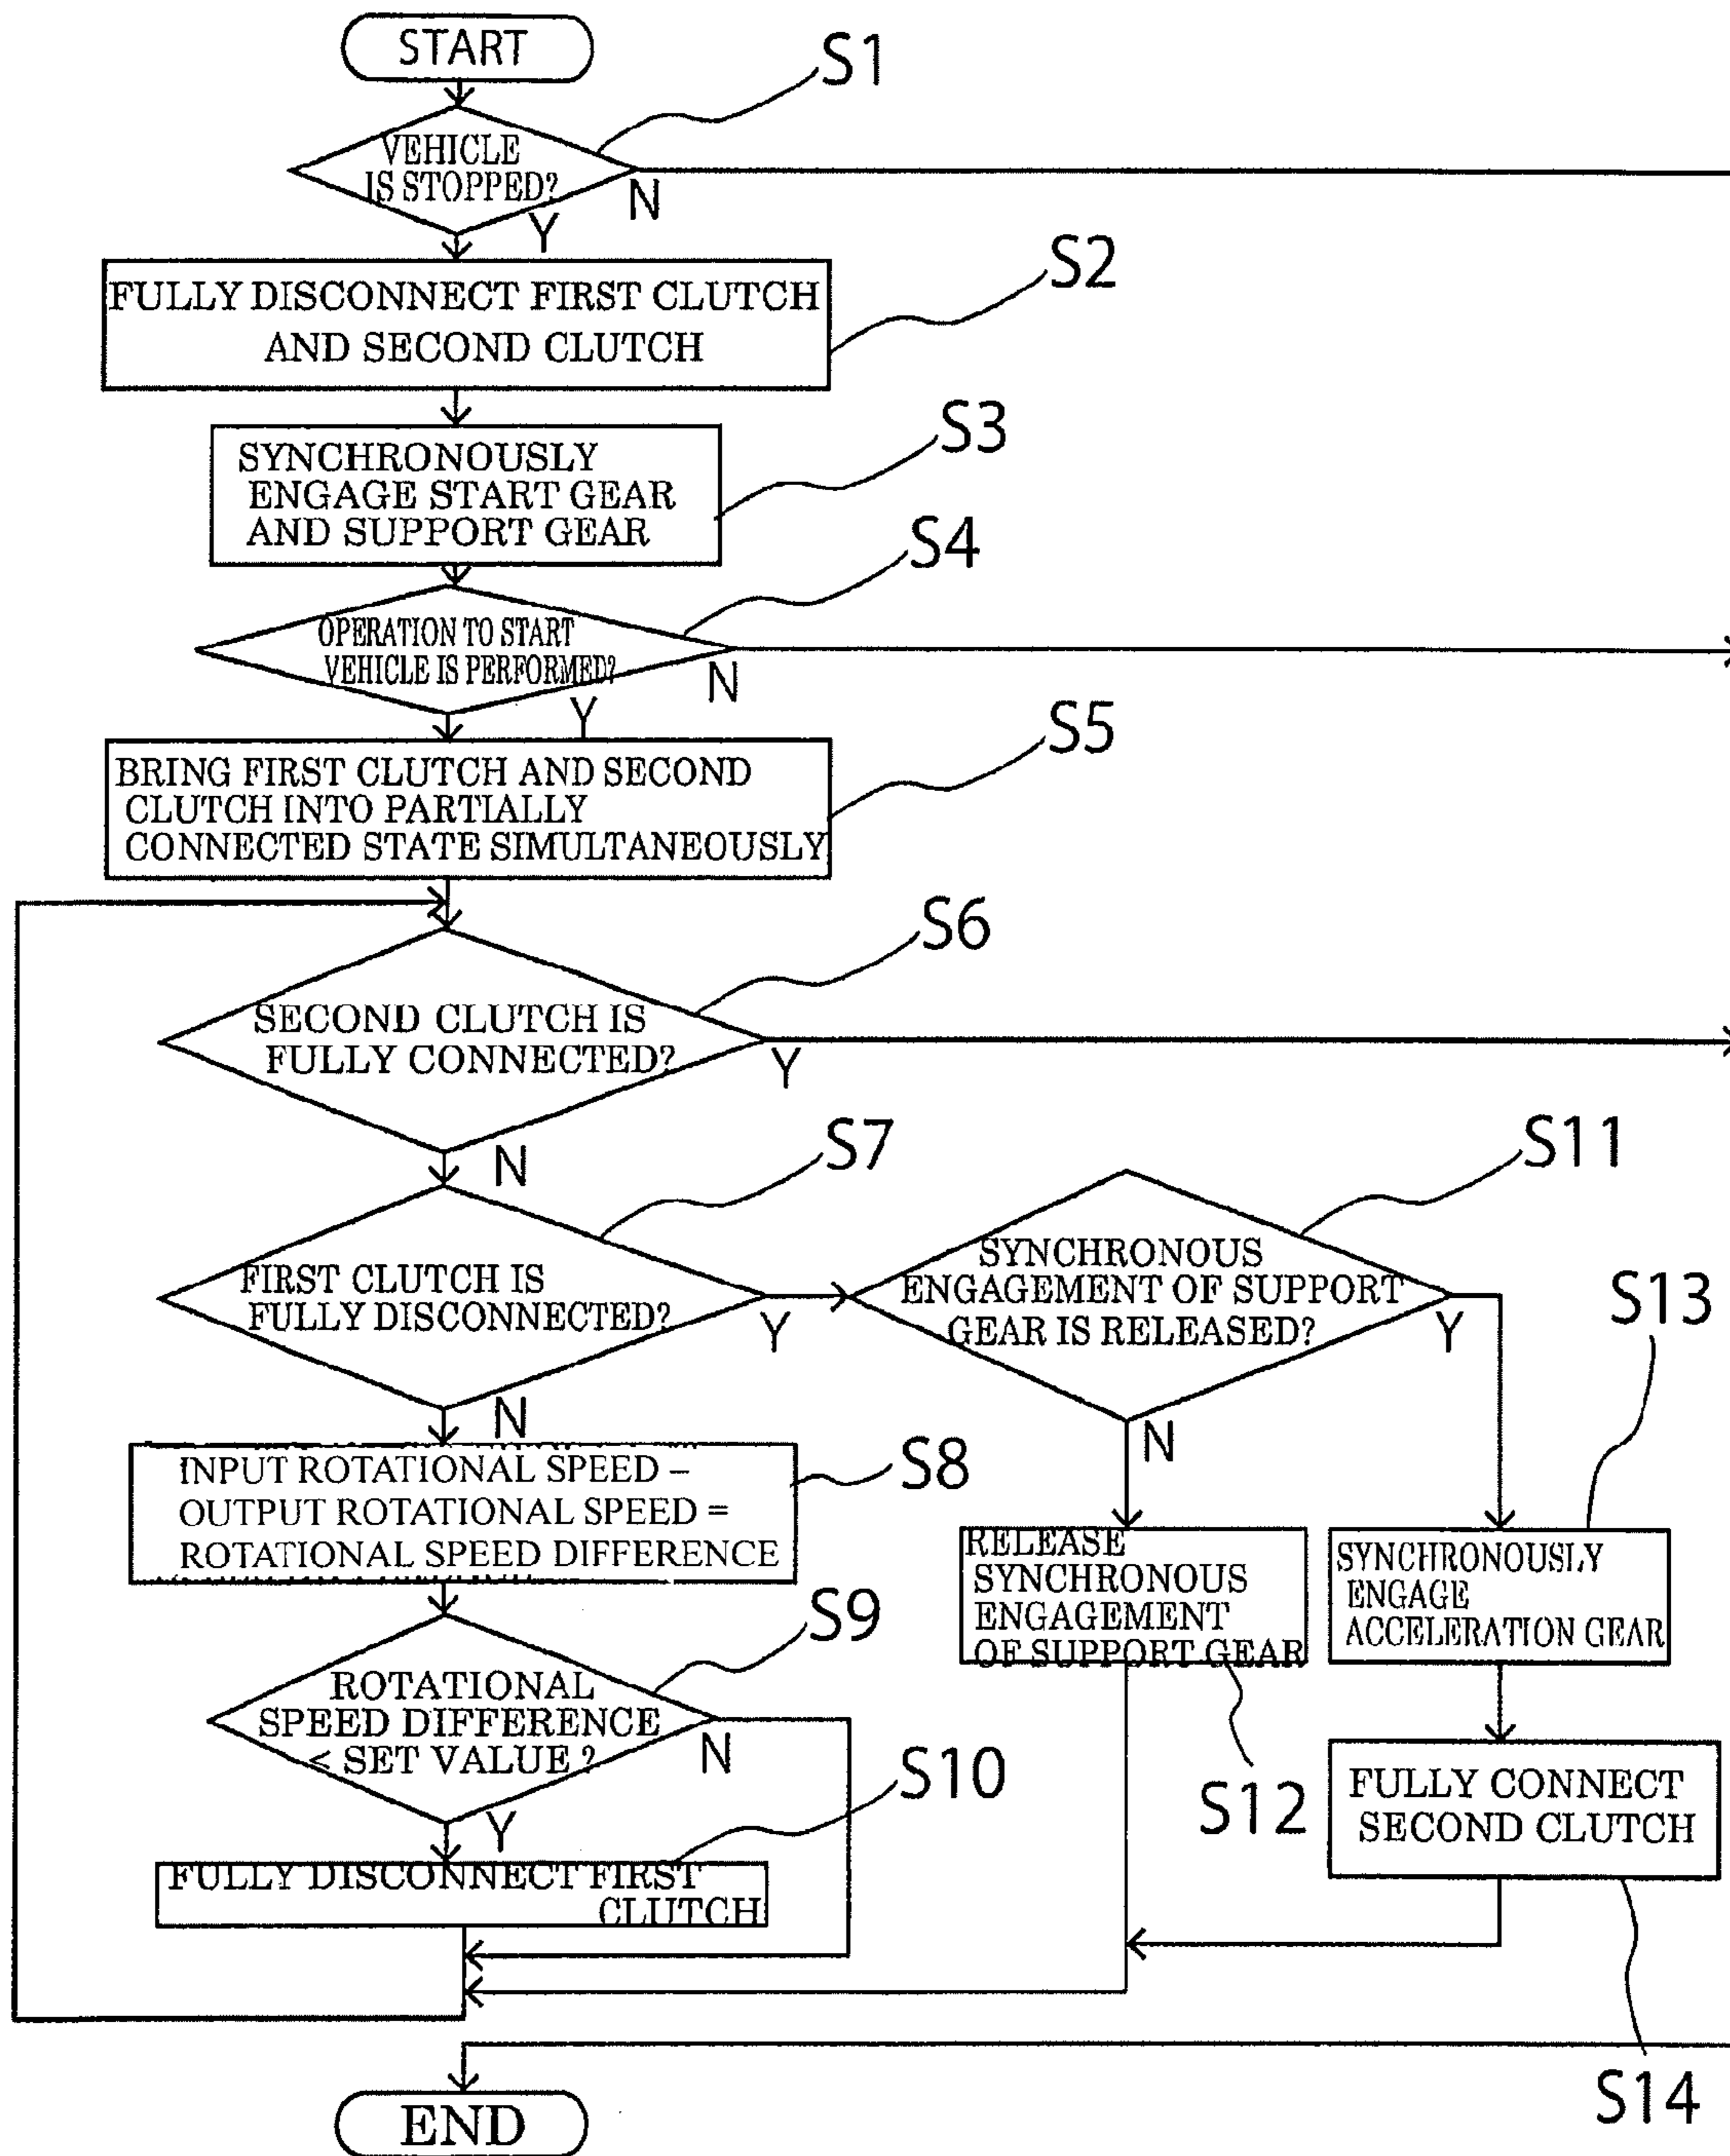 START
S1
VEHICLE
IS STOPPED?
N
Y
S2
FULLY DISCONNECT FIRST CLUTCH
AND SECOND CLUTCH
S3
SYNCHRONOUSLY
ENGAGE START GEAR
AND SUPPORT GEAR
S4
OPERATION TO START
VEHICLE IS PERFORMED?
N
Y
S5
BRING FIRST CLUTCH AND SECOND
CLUTCH INTO PARTIALLY
CONNECTED STATE SIMULTANEOUSLY
S6
SECOND CLUTCH IS
FULLY CONNECTED?
Y
N
S7
FIRST CLUTCH IS
FULLY DISCONNECTED?
Y
N
S11
SYNCHRONOUS
ENGAGEMENT OF SUPPORT
GEAR IS RELEASED?
Y
N
S13
S8
INPUT ROTATIONAL SPEED –
OUTPUT ROTATIONAL SPEED =
ROTATIONAL SPEED DIFFERENCE
RELEASE
SYNCHRONOUS
ENGAGEMENT
OF SUPPORT GEAR
SYNCHRONOUSLY
ENGAGE
ACCELERATION GEAR
S9
ROTATIONAL
SPEED DIFFERENCE
< SET VALUE ?
N
Y
S10
S12
FULLY CONNECT
SECOND CLUTCH
FULLY DISCONNECT FIRST
CLUTCH
S14
END